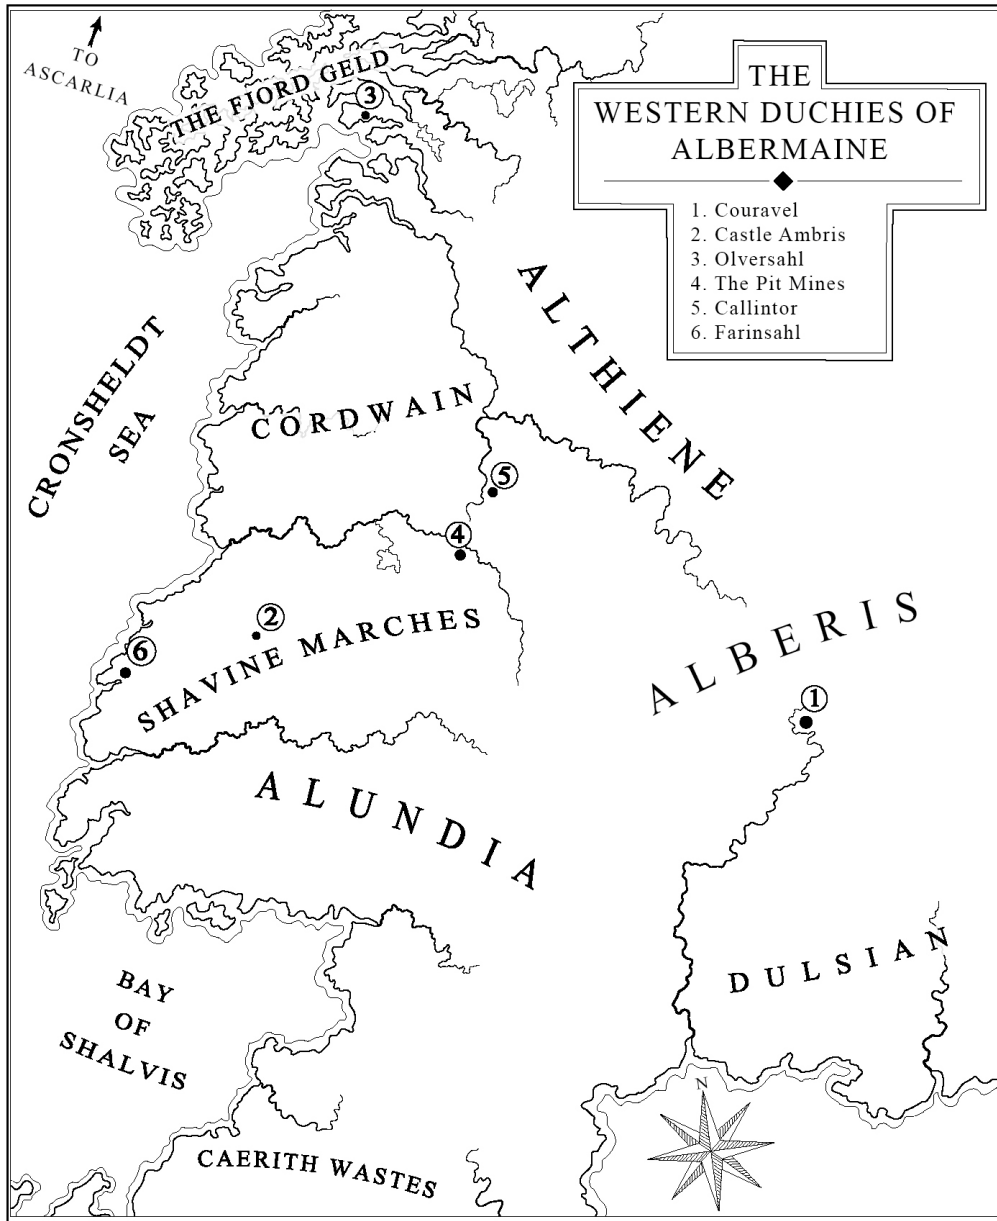 TO
ASCARLIA
THE FJORD GELD
3
THE
WESTERN DUCHIES OF
ALBERMAINE
1. Couravel
2. Castle Ambris
3. Olversahl
4. The Pit Mines
5. Callintor
6. Farinsahl
ALTHIENE
CRONSHELDT
SEA
CORDWAIN
5
4
2
SHAVINE MARCHES
6
ALBERIS
1
ALUNDIA
DULSIAN
BAY
OF
SHALVIS
N
CAERITH WASTES